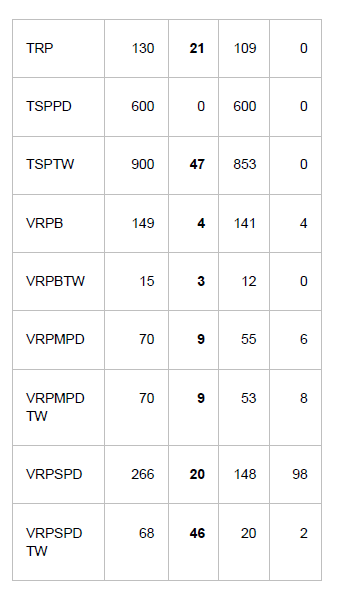 TRP 130 21 109 0
TSPPD 600 0 600 0
TSPTW 900 47 853 0
VRPB 149 4 141 4
VRPBTW 15 3 12 0
VRPMPD 70 9 55 6
VRPMPD 70 9 53 8
TW
VRPSPD 266 20 148 98
VRPSPD 68 46 20 2
TW